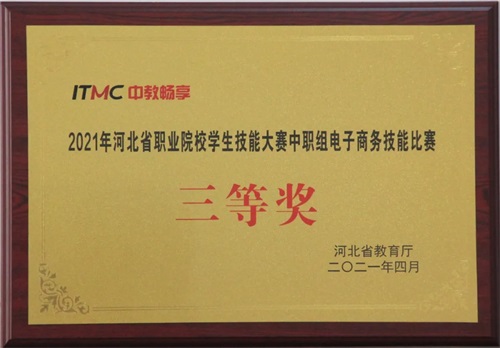 ITMC 中教畅享
2021年河北省职业院校学生技能大赛中职组电子商务技能比赛
三等奖
河北省教育厅
二〇二一年四月